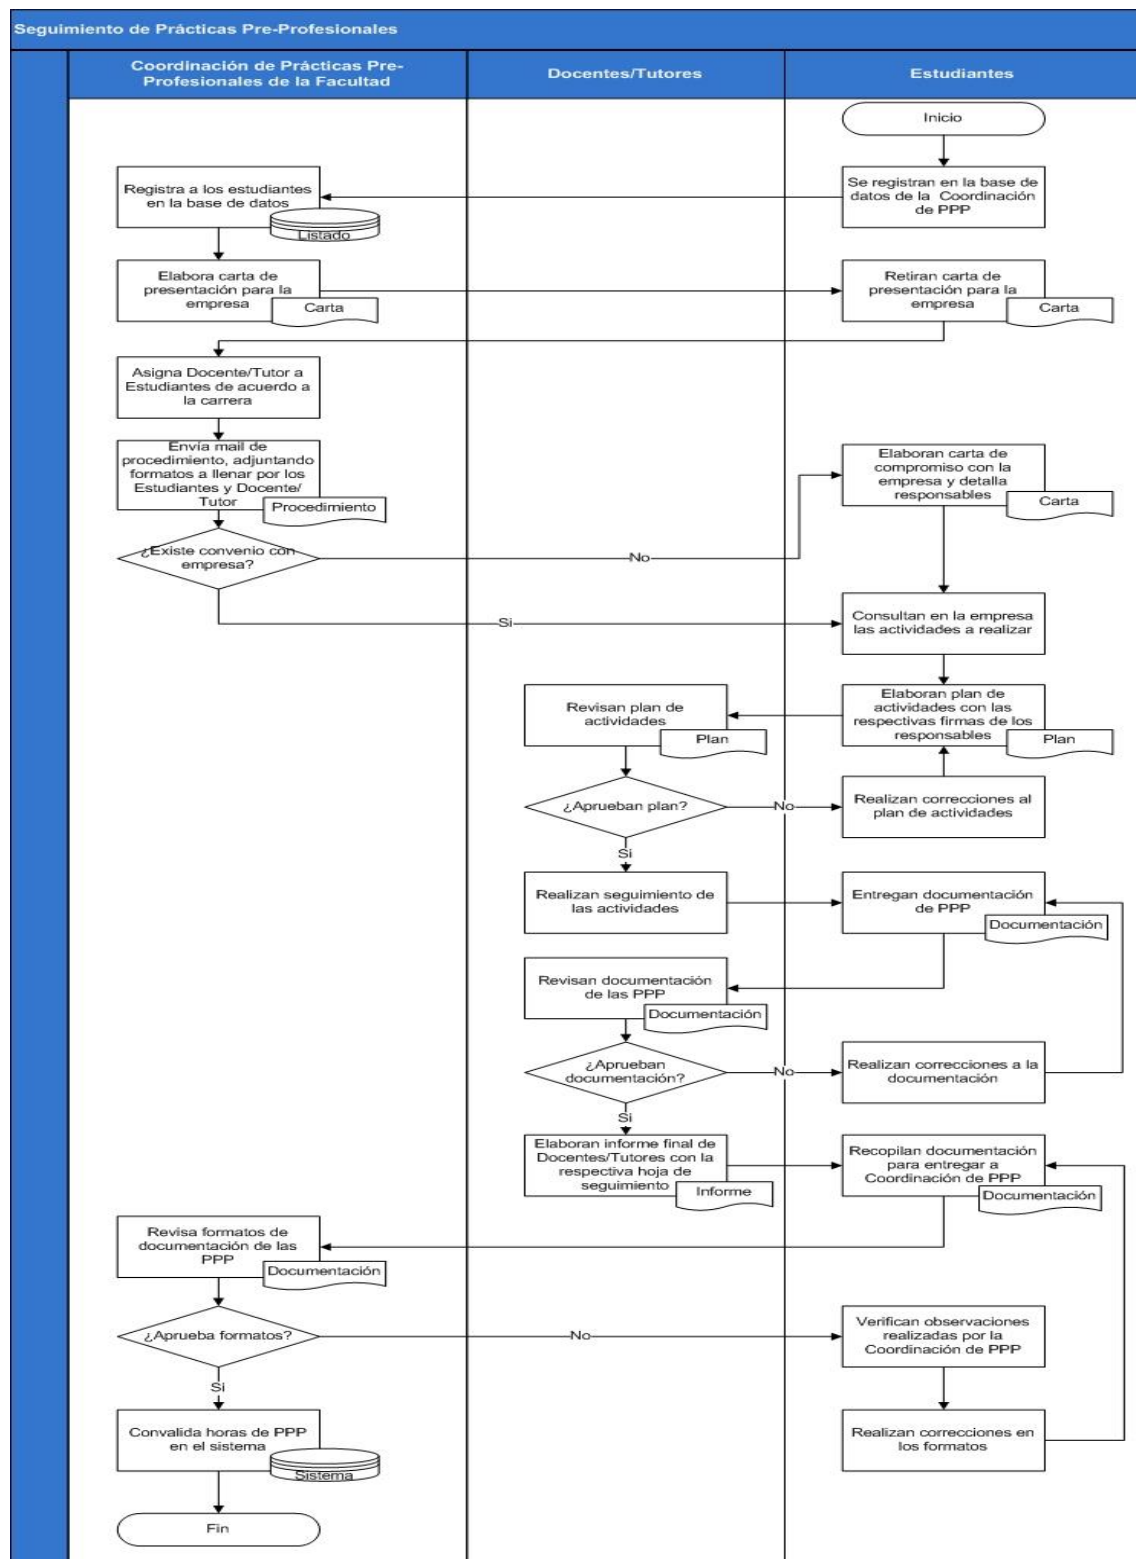 Seguimiento de Prácticas Pre-Profesionales
Coordinación de Prácticas Pre-
Profesionales de la Facultad
Docentes/Tutores
Estudiantes
Inicio
Registra a los estudiantes
en la base de datos
Listado
Se registran en la base de
datos de la Coordinación
de PPP
Elabora carta de
presentación para la
empresa
Carta
Retiran carta de
presentación para la
empresa
Carta
Asigna Docente/Tutor a
Estudiantes de acuerdo a
la carrera
Envía mail de
procedimiento, adjuntando
formatos a llenar por los
Estudiantes y Docente/
Tutor
Procedimiento
Elaboran carta de
compromiso con la
empresa y detalla
responsables
Carta
¿Existe convenio con
empresa?
No
Si
Consultan en la empresa
las actividades a realizar
Revisan plan de
actividades
Plan
Elaboran plan de
actividades con las
respectivas firmas de los
responsables
Plan
¿Aprueban plan?
No
Realizan correcciones al
plan de actividades
Si
Realizan seguimiento de
las actividades
Entregan documentación
de PPP
Documentación
Revisan documentación
de las PPP
Documentación
¿Aprueban
documentación?
No
Realizan correcciones a la
documentación
Si
Elaboran informe final de
Docentes/Tutores con la
respectiva hoja de
seguimiento
Informe
Recopilan documentación
para entregar a
Coordinación de PPP
Documentación
Revisa formatos de
documentación de las
PPP
Documentación
¿Aprueba formatos?
No
Verifican observaciones
realizadas por la
Coordinación de PPP
Si
Convalida horas de PPP
en el sistema
Sistema
Realizan correcciones en
los formatos
Fin